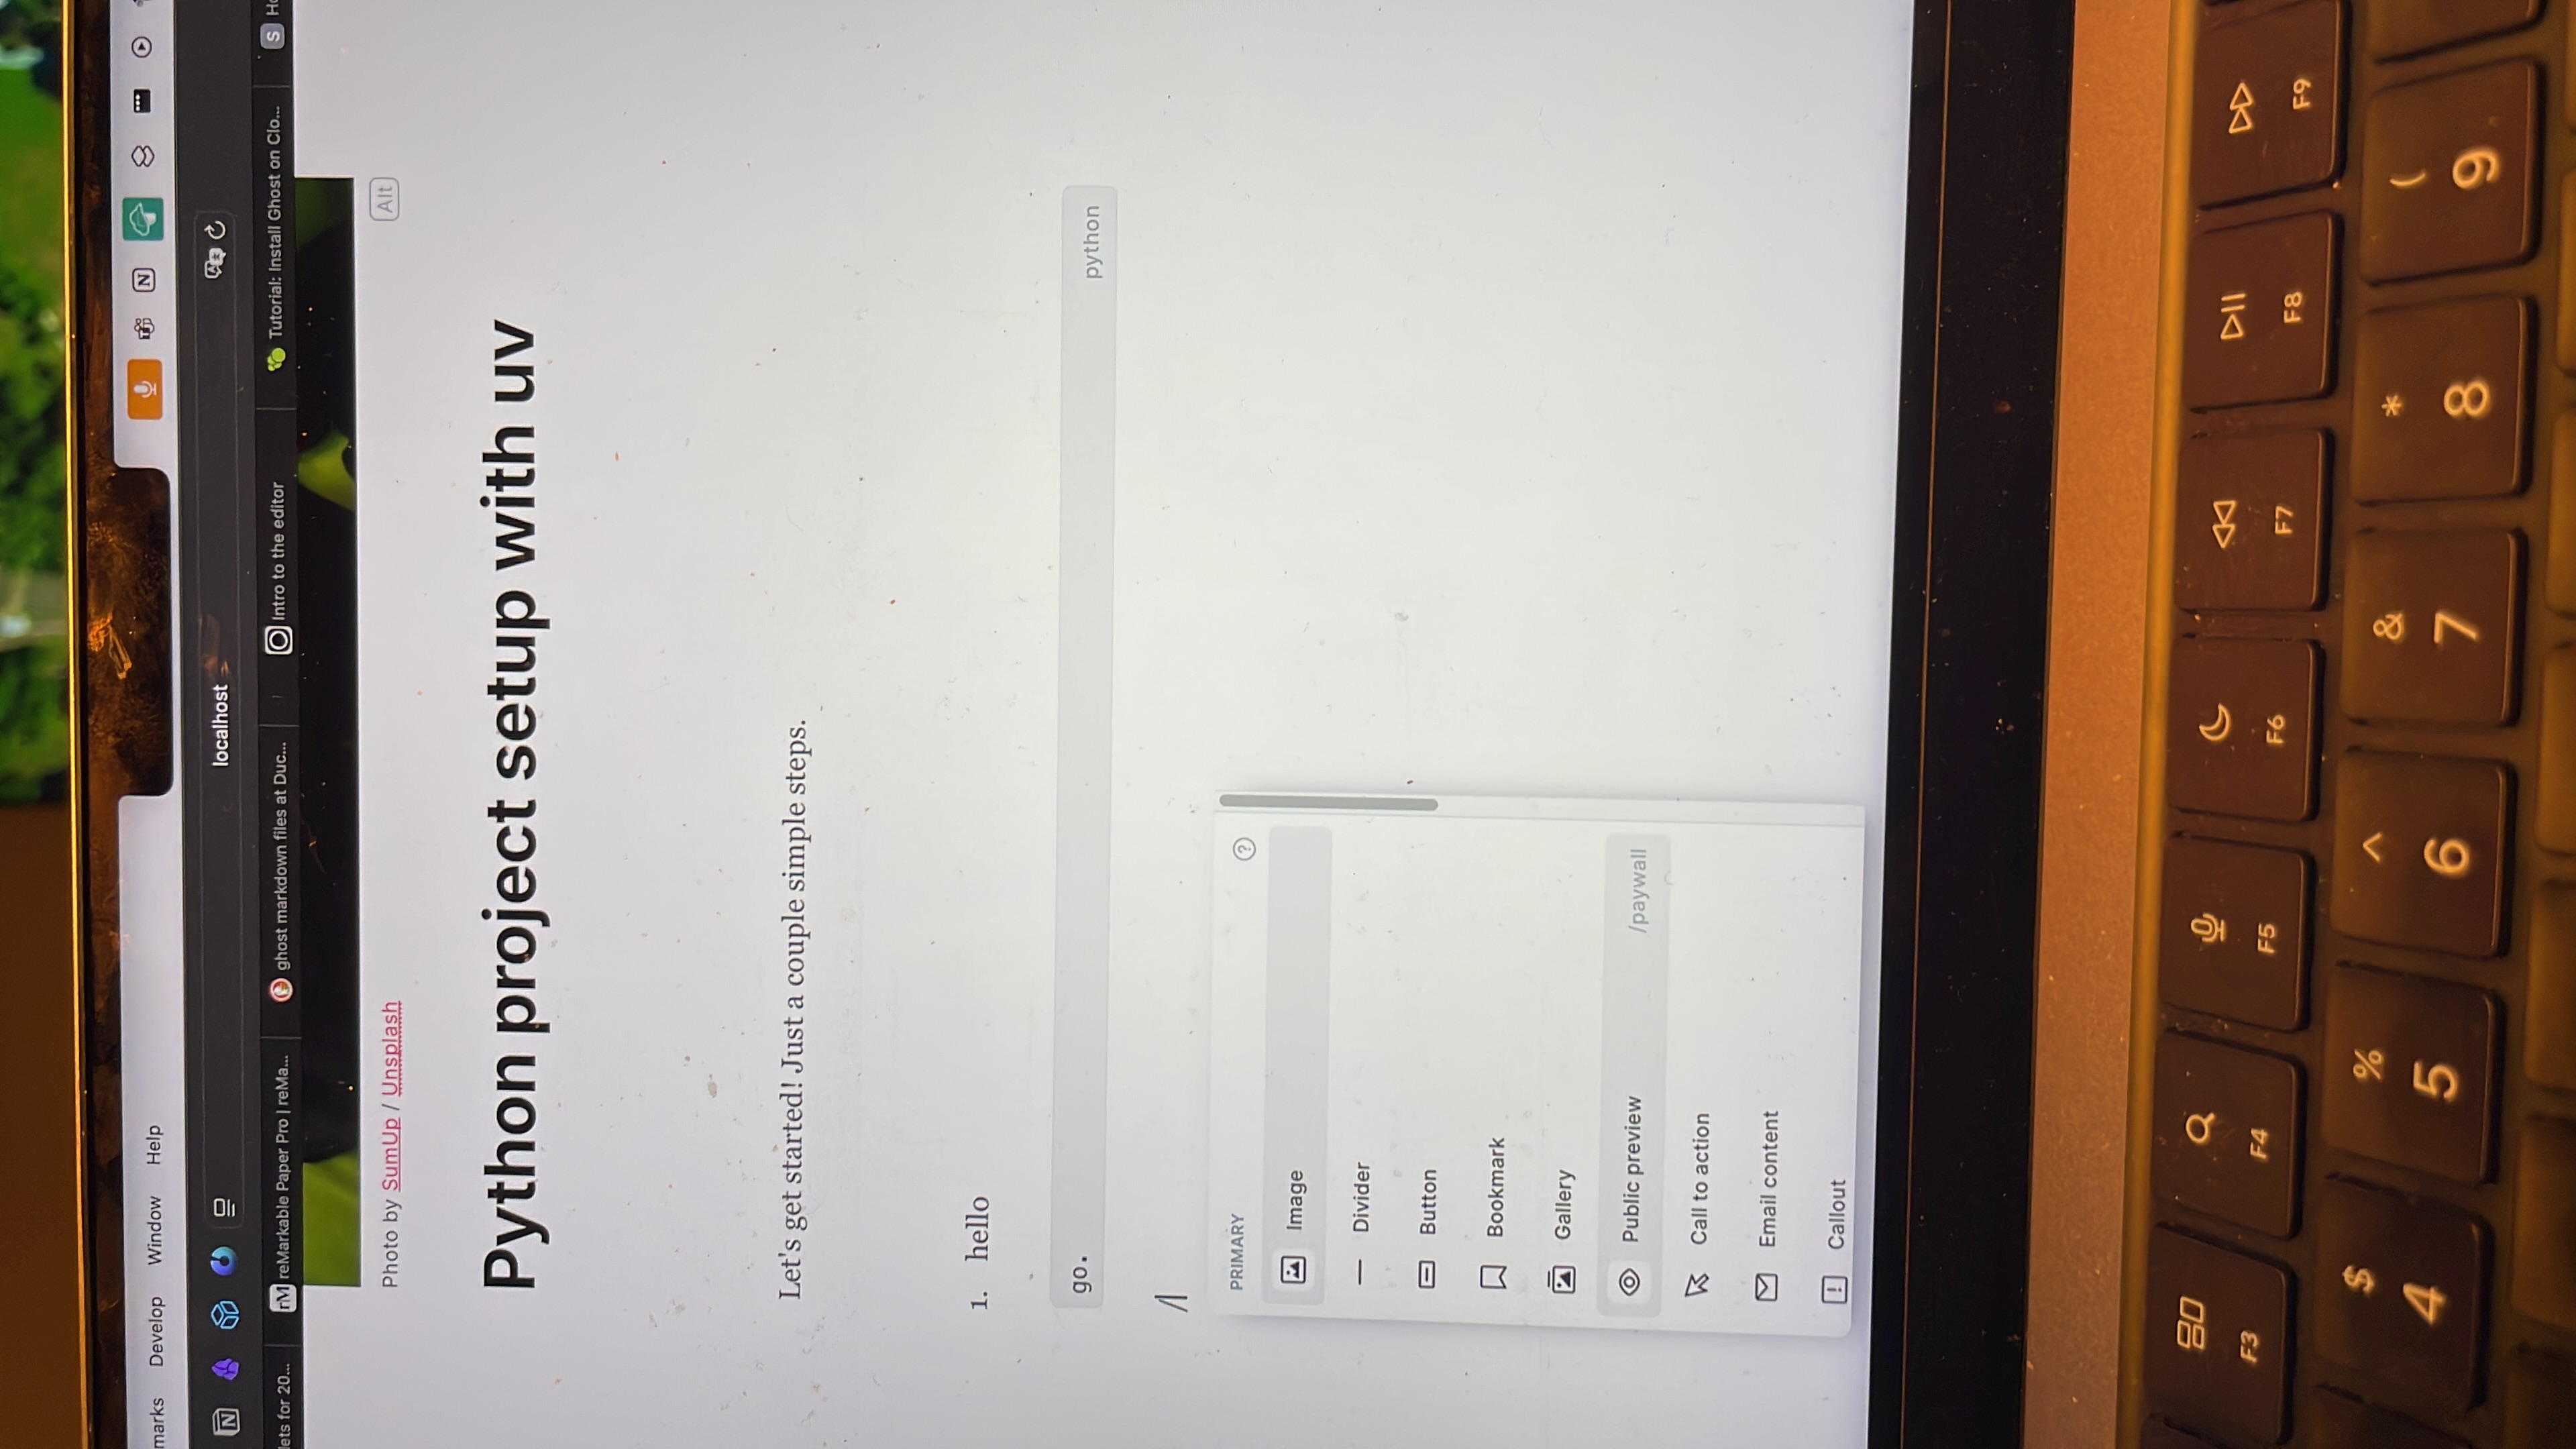 marks Develop Window Help
localhost
lets for 20... rM reMarkable Paper Pro | reMa... ghost markdown files at Duc... Intro to the editor Tutorial: Install Ghost on Clo... S
Photo by SumUp / Unsplash Alt
Python project setup with uv
Let's get started! Just a couple simple steps.
1. hello
go. python
/
PRIMARY ?
Image
Divider
Button
Bookmark
Gallery
Public preview /paywall
Call to action
Email content
! Callout
F3 F4 F5 F6 F7 F8 F9
$ % ^ & * (
4 5 6 7 8 9